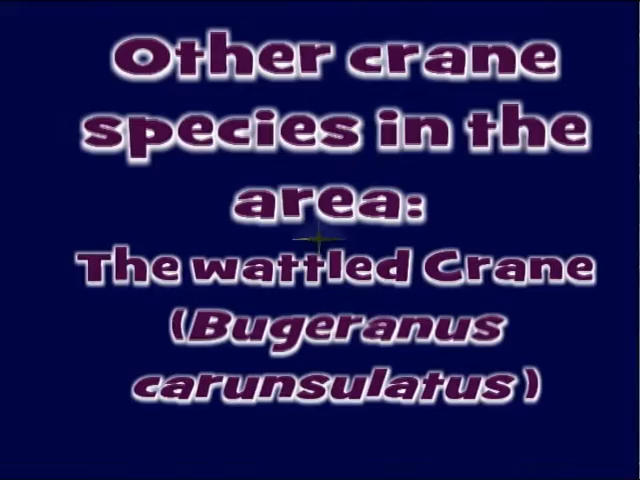 Other crane
species in the
area:
The wattled Crane
(Bugeranus
carunsulatus)